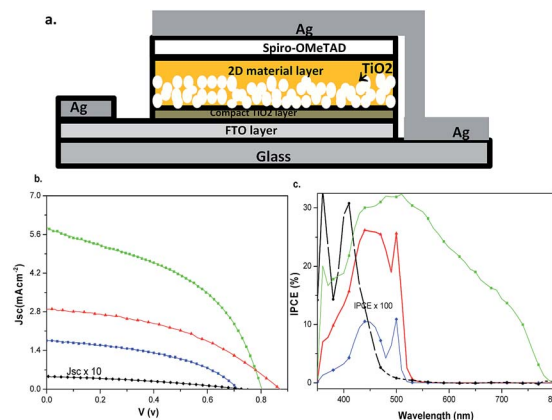 a.
Ag
Spiro-OMeTAD
2D material layer
TiO2
Ag
Compact TiO2 layer
FTO layer
Ag
Glass
b.
7.0
5.6
4.2
2.8
1.4
0.0
Jsc(mAcm-2)
Jsc x 10
0.0 0.2 0.4 0.6 0.8
V (v)
c.
30
20
10
0
IPCE (%)
IPCE x 100
400 500 600 700 800
Wavelength (nm)